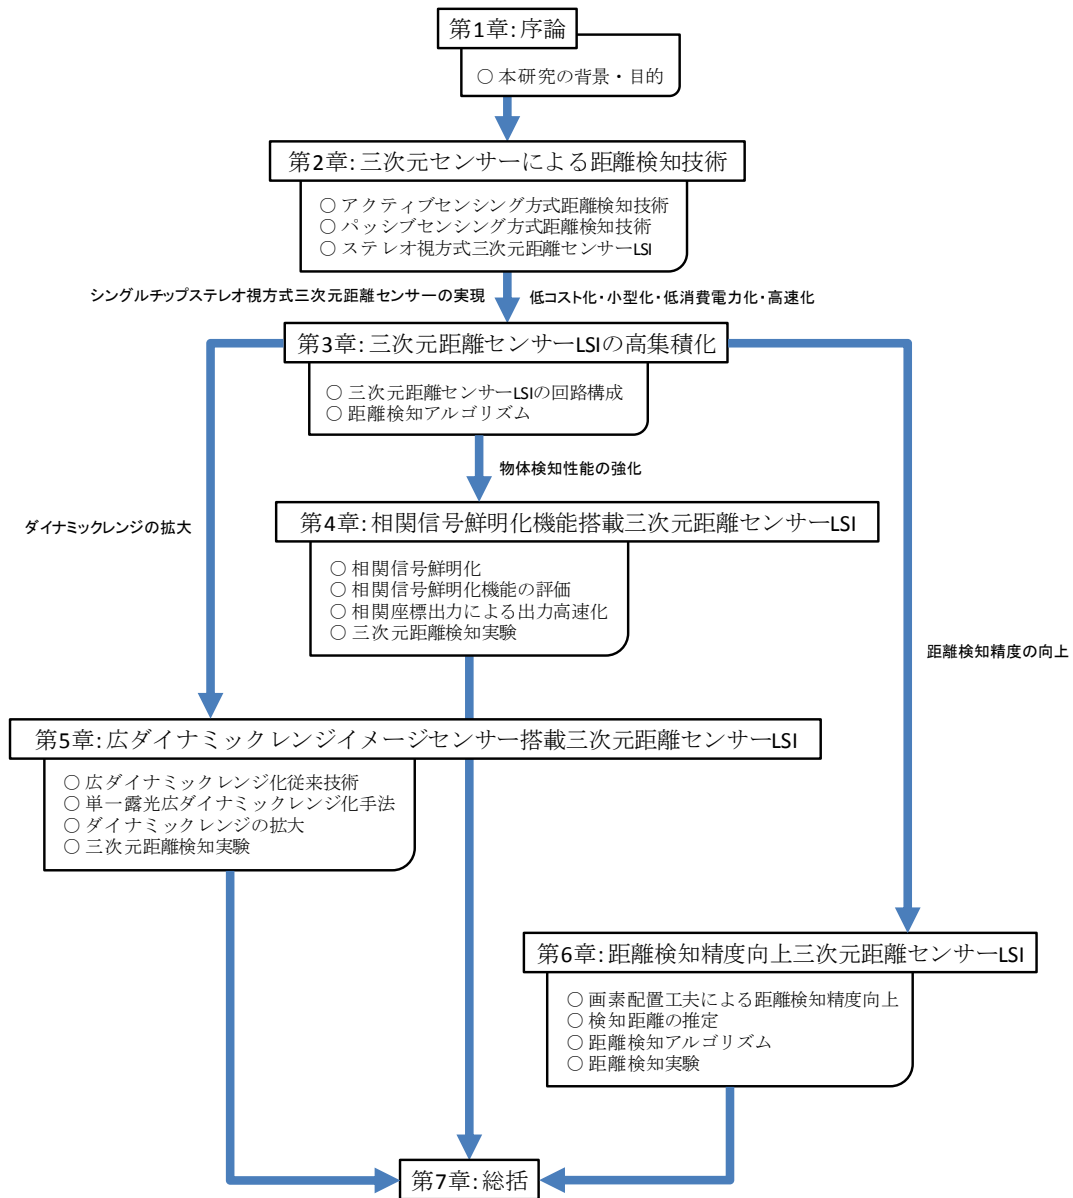 第1章:序論
○ 本研究の背景・目的
第2章:三次元センサーによる距離検知技術
○ アクティブセンシング方式距離検知技術
○ パッシブセンシング方式距離検知技術
○ ステレオ視方式三次元距離センサーLSI
シングルチップステレオ視方式三次元距離センサーの実現
低コスト化・小型化・低消費電力化・高速化
第3章:三次元距離センサーLSIの高集積化
○ 三次元距離センサーLSIの回路構成
○ 距離検知アルゴリズム
物体検知性能の強化
ダイナミックレンジの拡大
第4章:相関信号鮮明化機能搭載三次元距離センサーLSI
○ 相関信号鮮明化
○ 相関信号鮮明化機能の評価
○ 相関座標出力による出力高速化
○ 三次元距離検知実験
距離検知精度の向上
第5章:広ダイナミックレンジイメージセンサー搭載三次元距離センサーLSI
○ 広ダイナミックレンジ化従来技術
○ 単一露光広ダイナミックレンジ化手法
○ ダイナミックレンジの拡大
○ 三次元距離検知実験
第6章:距離検知精度向上三次元距離センサーLSI
○ 画素配置工夫による距離検知精度向上
○ 検知距離の推定
○ 距離検知アルゴリズム
○ 距離検知実験
第7章:総括